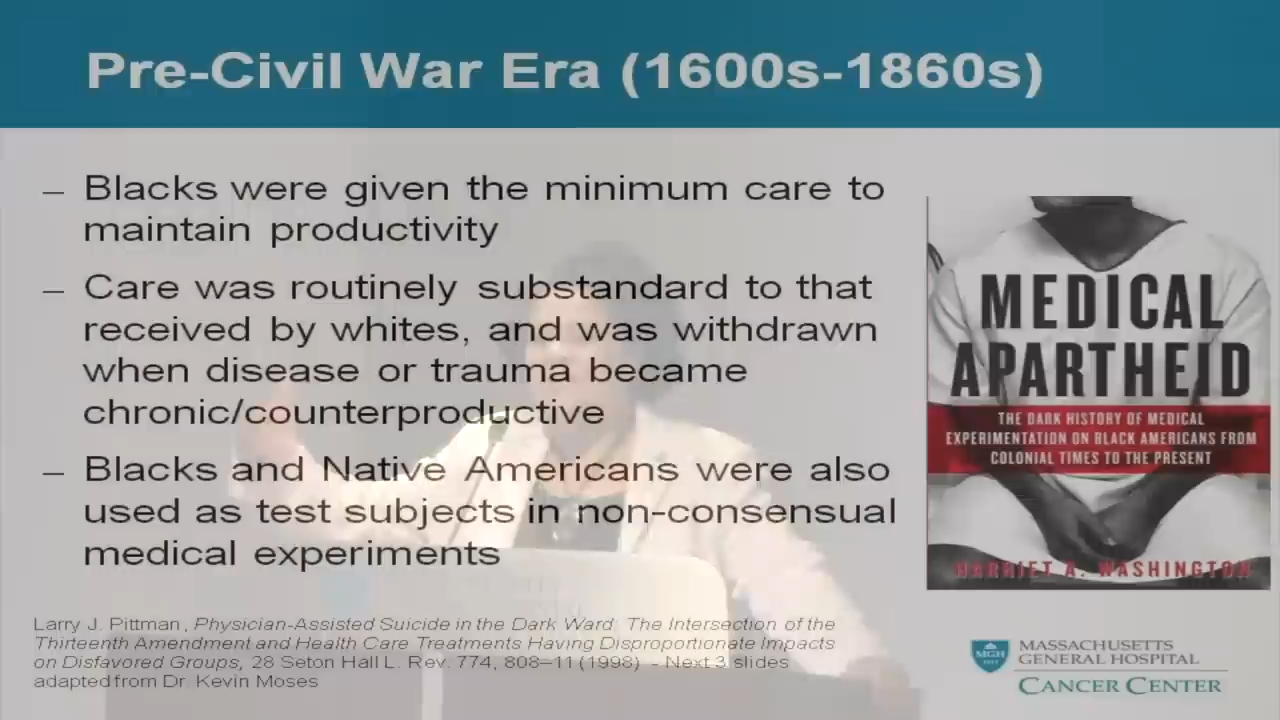 Pre-Civil War Era (1600s-1860s)
– Blacks were given the minimum care to
maintain productivity
– Care was routinely substandard to that
received by whites, and was withdrawn
when disease or trauma became
chronic/counterproductive
– Blacks and Native Americans were also
used as test subjects in non-consensual
medical experiments
MEDICAL
APARTHEID
THE DARK HISTORY OF MEDICAL
EXPERIMENTATION ON BLACK AMERICANS FROM
COLONIAL TIMES TO THE PRESENT
HARRIET A. WASHINGTON
Larry J. Pittman, Physician-Assisted Suicide in the Dark Ward: The Intersection of the
Thirteenth Amendment and Health Care Treatments Having Disproportionate Impacts
on Disfavored Groups, 28 Seton Hall L. Rev. 774, 808–11 (1998) - Next 3 slides
adapted from Dr. Kevin Moses
MGH
1811
MASSACHUSETTS
GENERAL HOSPITAL
CANCER CENTER